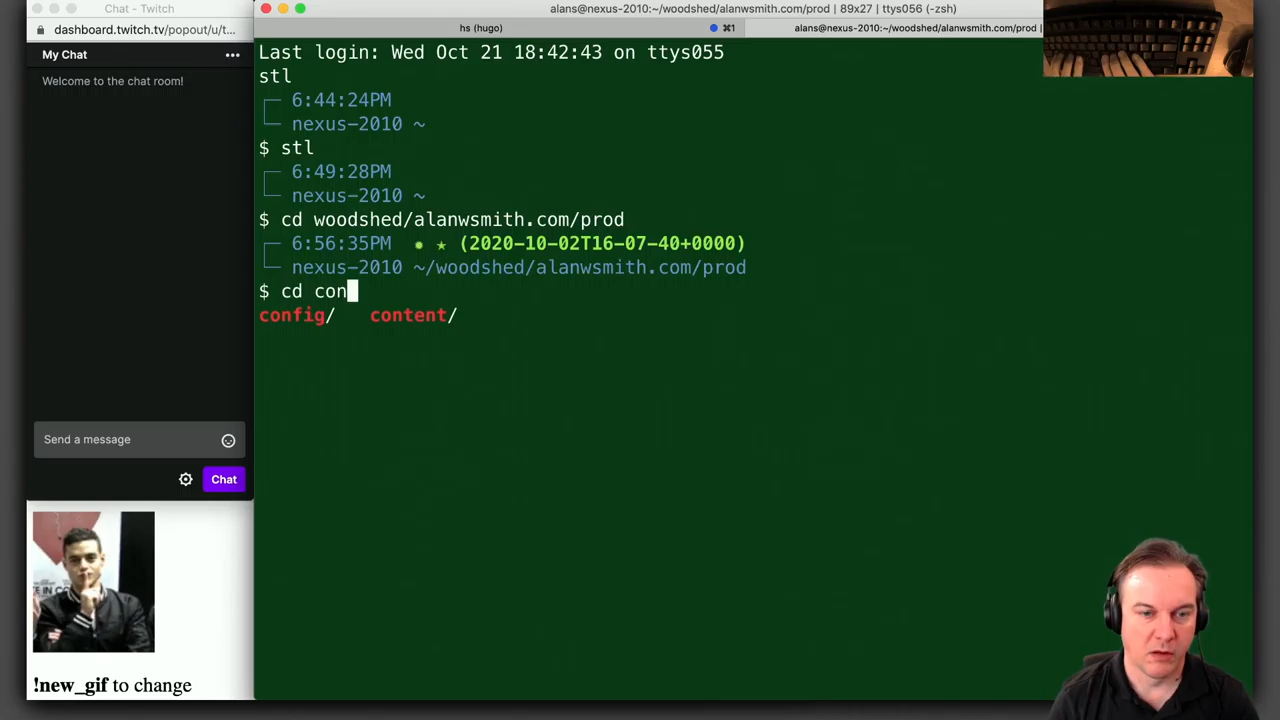 Chat - Twitch
dashboard.twitch.tv/popout/u/t...
My Chat
Welcome to the chat room!
Send a message
Chat
!new_gif to change
alans@nexus-2010:~/woodshed/alanwsmith.com/prod | 89x27 | ttys056 (-zsh)
hs (hugo)
⌘1
alans@nexus-2010:~/woodshed/alanwsmith.com/prod |
Last login: Wed Oct 21 18:42:43 on ttys055
stl
6:44:24PM
nexus-2010 ~
$ stl
6:49:28PM
nexus-2010 ~
$ cd woodshed/alanwsmith.com/prod
6:56:35PM ● ★ (2020-10-02T16-07-40+0000)
nexus-2010 ~/woodshed/alanwsmith.com/prod
$ cd con
config/ content/